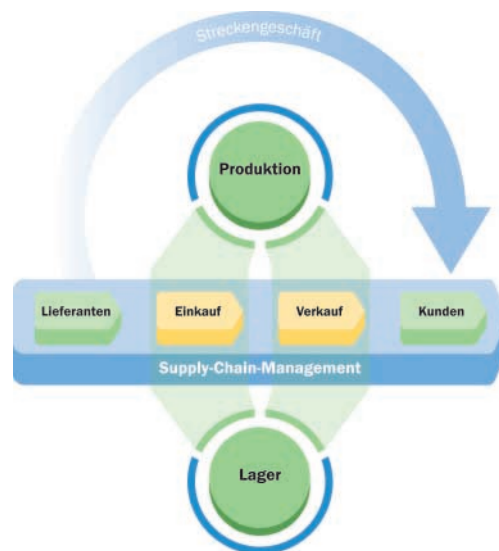 Streckengeschäft
Produktion
Lieferanten
Einkauf
Verkauf
Kunden
Supply-Chain-Management
Lager